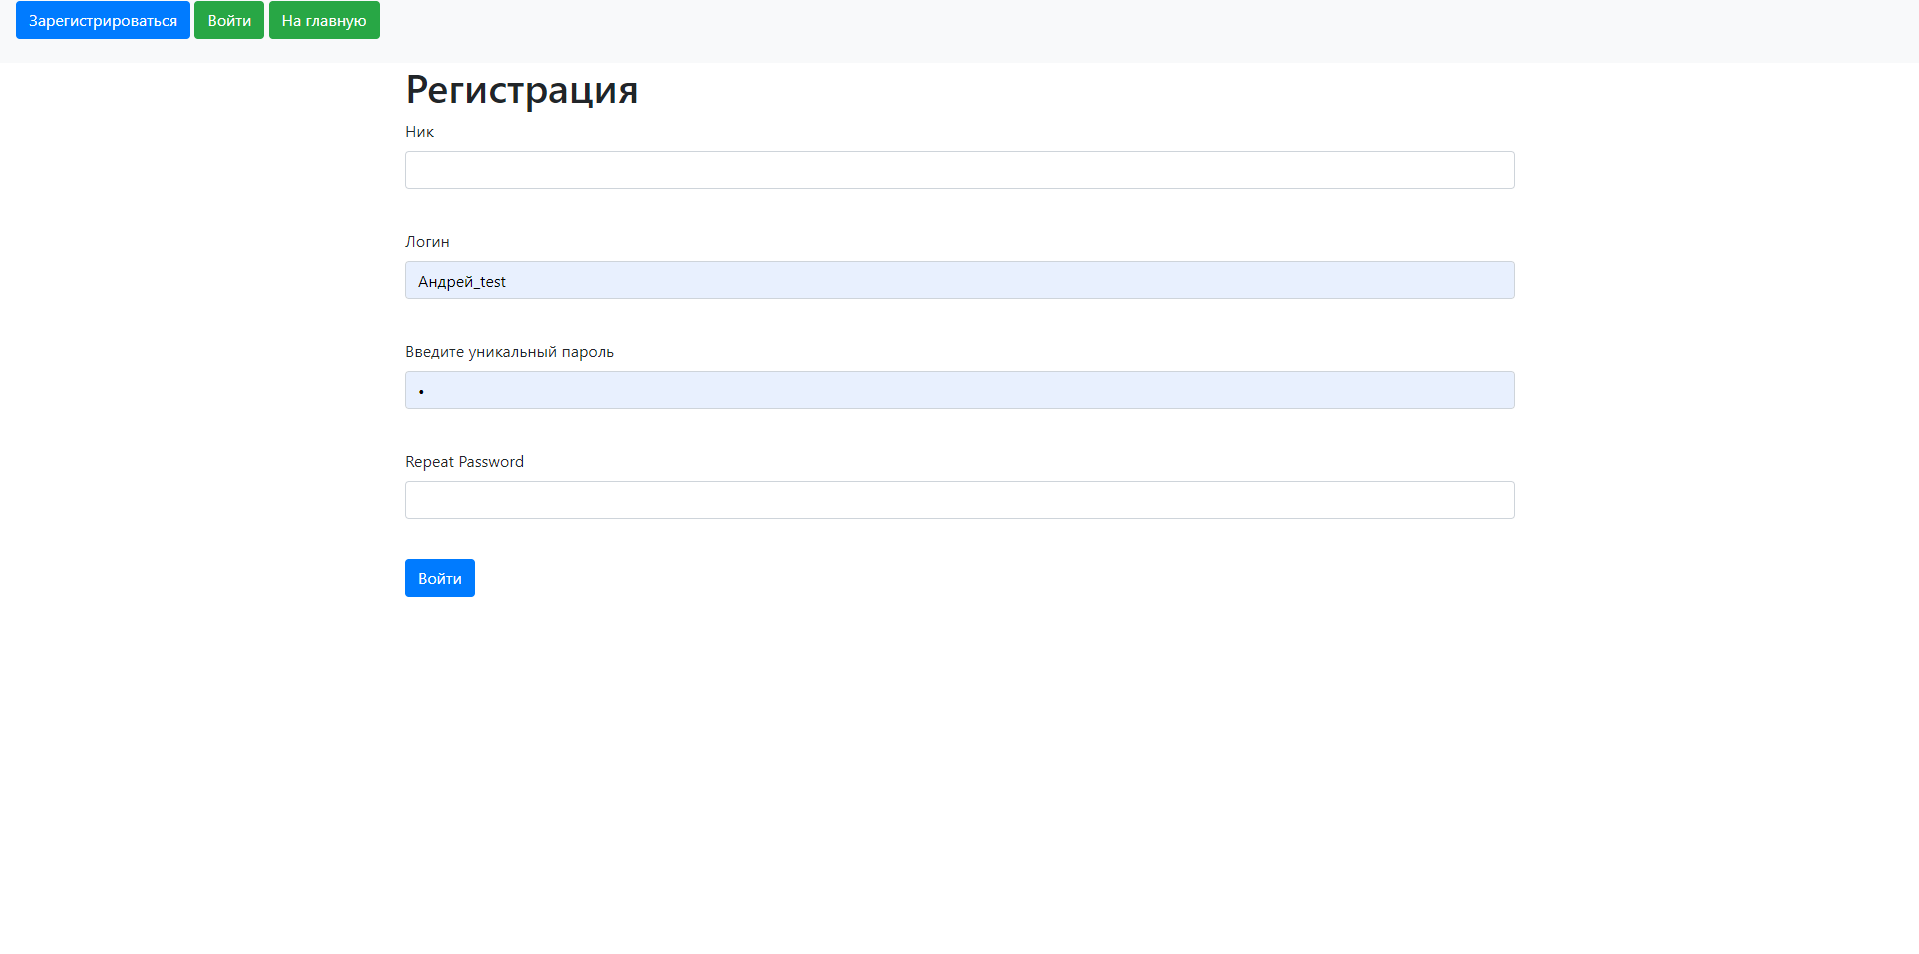 Зарегистрироваться Войти На главную
Регистрация
Ник
Логин
Андрей_test
Введите уникальный пароль
•
Repeat Password
Войти